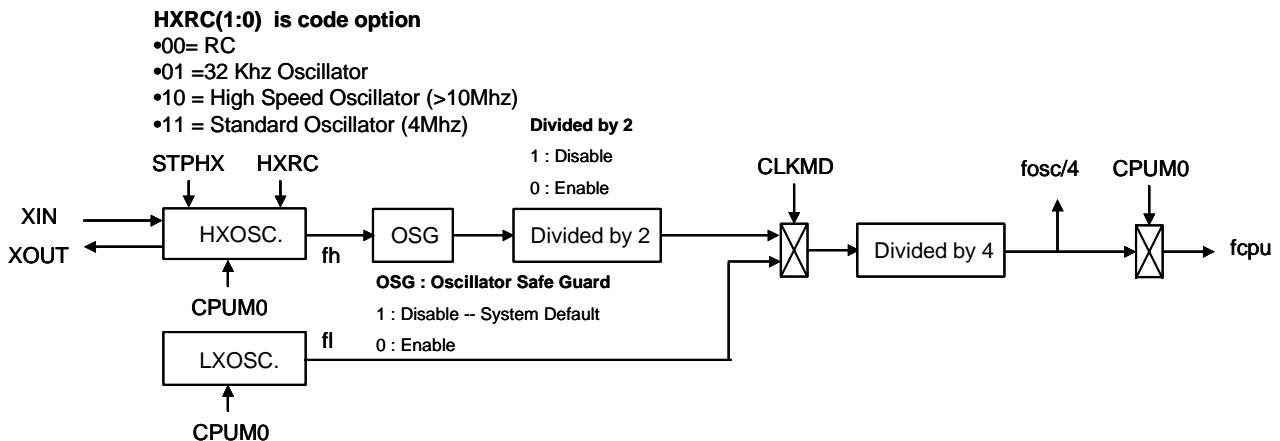 HXRC(1:0) is code option
•00= RC
•01 =32 Khz Oscillator
•10 = High Speed Oscillator (>10Mhz)
•11 = Standard Oscillator (4Mhz)
Divided by 2
1 : Disable
0 : Enable
STPHX
HXRC
CLKMD
fosc/4
CPUM0
XIN
XOUT
HXOSC.
fh
OSG
Divided by 2
Divided by 4
fcpu
CPUM0
OSG : Oscillator Safe Guard
1 : Disable -- System Default
0 : Enable
fl
LXOSC.
CPUM0